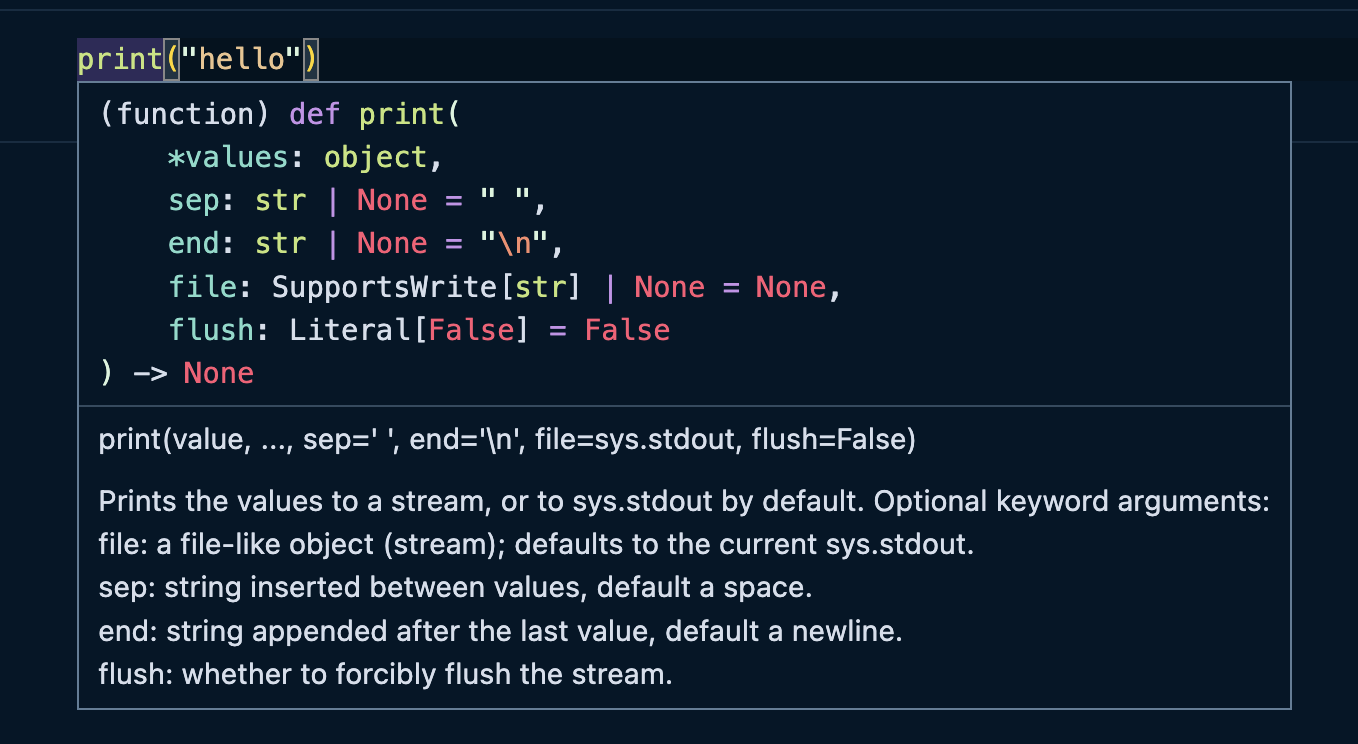 print("hello")
(function) def print(
    *values: object,
    sep: str | None = " ",
    end: str | None = "\n",
    file: SupportsWrite[str] | None = None,
    flush: Literal[False] = False
) -> None
print(value, ..., sep=' ', end='\n', file=sys.stdout, flush=False)
Prints the values to a stream, or to sys.stdout by default. Optional keyword arguments:
file: a file-like object (stream); defaults to the current sys.stdout.
sep: string inserted between values, default a space.
end: string appended after the last value, default a newline.
flush: whether to forcibly flush the stream.